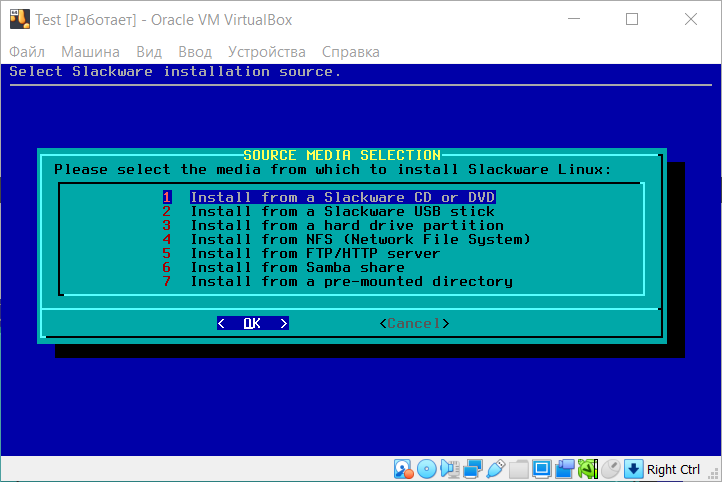 Test [Работает] - Oracle VM VirtualBox
Файл Машина Вид Ввод Устройства Справка
Select Slackware installation source.
SOURCE MEDIA SELECTION
Please select the media from which to install Slackware Linux:
1 Install from a Slackware CD or DVD
2 Install from a Slackware USB stick
3 Install from a hard drive partition
4 Install from NFS (Network File System)
5 Install from FTP/HTTP server
6 Install from Samba share
7 Install from a pre-mounted directory
< OK > <Cancel>
Right Ctrl